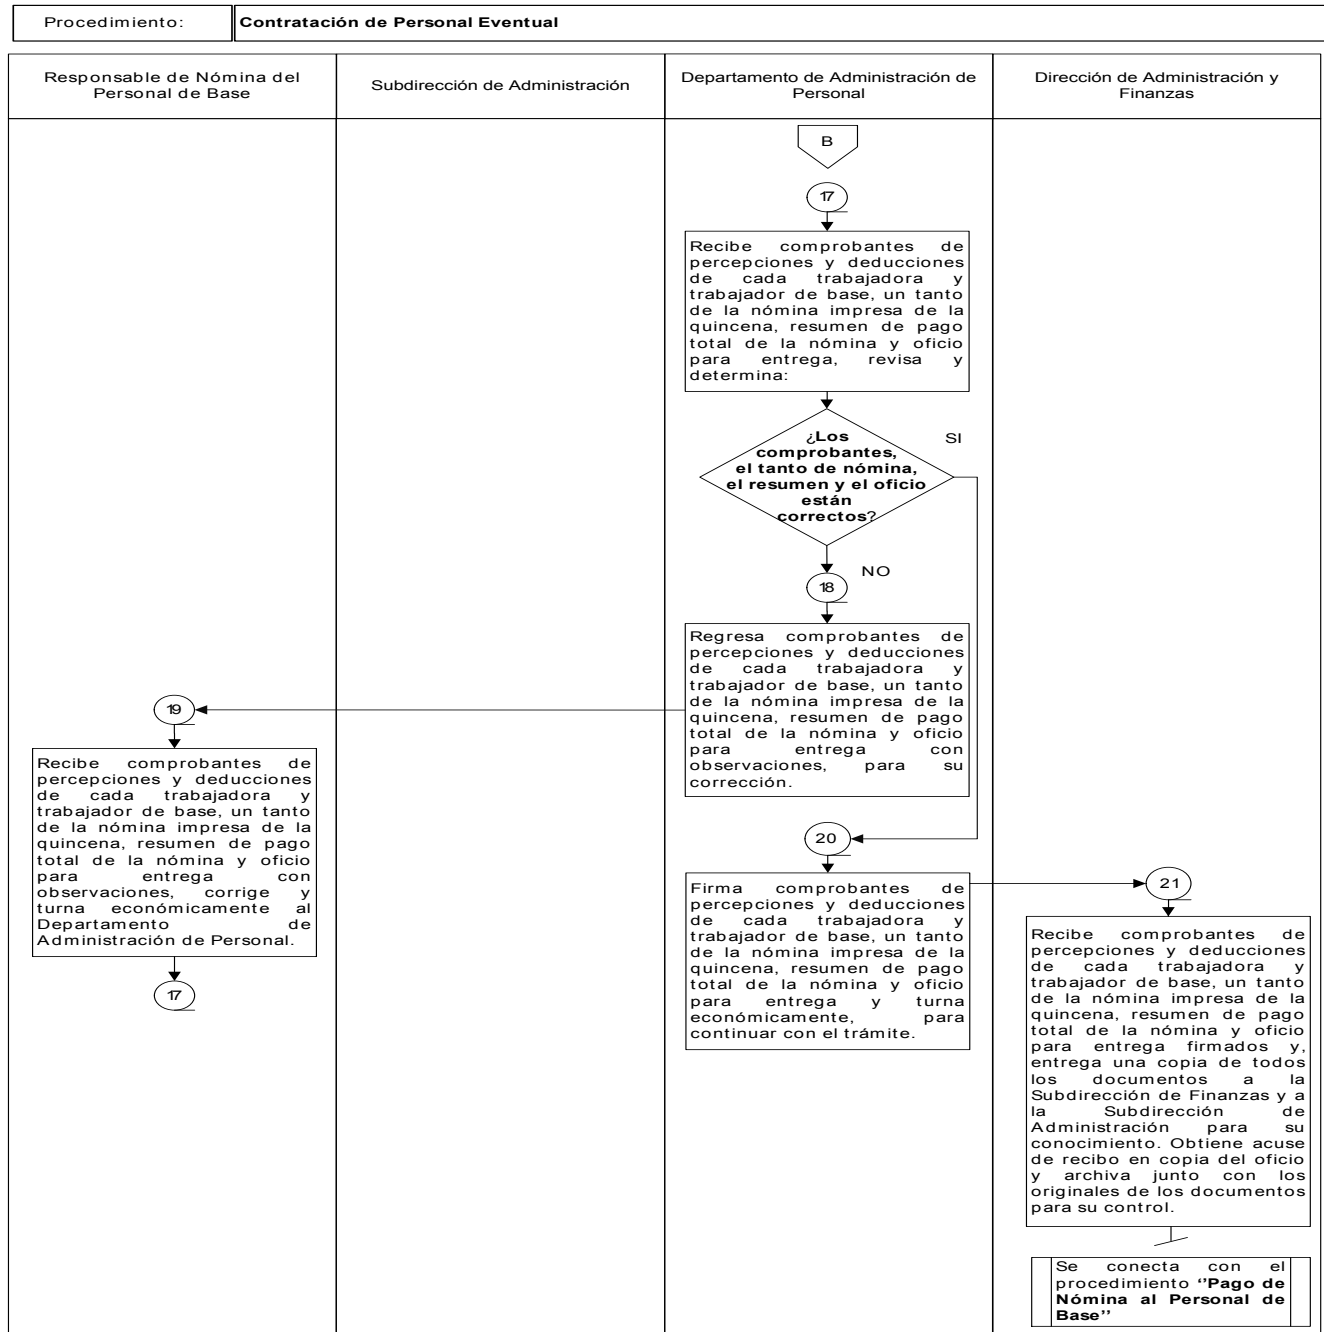 Procedimiento:
Contratación de Personal Eventual
Responsable de Nómina del
Personal de Base
Subdirección de Administración
Departamento de Administración de
Personal
Dirección de Administración y
Finanzas
B
17
Recibe comprobantes de
percepciones y deducciones
de cada trabajadora y
trabajador de base, un tanto
de la nómina impresa de la
quincena, resumen de pago
total de la nómina y oficio
para entrega, revisa y
determina:
¿Los
comprobantes,
el tanto de nómina,
el resumen y el oficio
están
correctos?
SI
NO
18
Regresa comprobantes de
percepciones y deducciones
de cada trabajadora y
trabajador de base, un tanto
de la nómina impresa de la
quincena, resumen de pago
total de la nómina y oficio
para entrega con
observaciones, para su
corrección.
19
Recibe comprobantes de
percepciones y deducciones
de cada trabajadora y
trabajador de base, un tanto
de la nómina impresa de la
quincena, resumen de pago
total de la nómina y oficio
para entrega con
observaciones, corrige y
turna económicamente al
Departamento de
Administración de Personal.
17
20
Firma comprobantes de
percepciones y deducciones
de cada trabajadora y
trabajador de base, un tanto
de la nómina impresa de la
quincena, resumen de pago
total de la nómina y oficio
para entrega y turna
económicamente, para
continuar con el trámite.
21
Recibe comprobantes de
percepciones y deducciones
de cada trabajadora y
trabajador de base, un tanto
de la nómina impresa de la
quincena, resumen de pago
total de la nómina y oficio
para entrega firmados y,
entrega una copia de todos
los documentos a la
Subdirección de Finanzas y a
la Subdirección de
Administración para su
conocimiento. Obtiene acuse
de recibo en copia del oficio
y archiva junto con los
originales de los documentos
para su control.
Se conecta con el
procedimiento ‘‘Pago de
Nómina al Personal de
Base’’